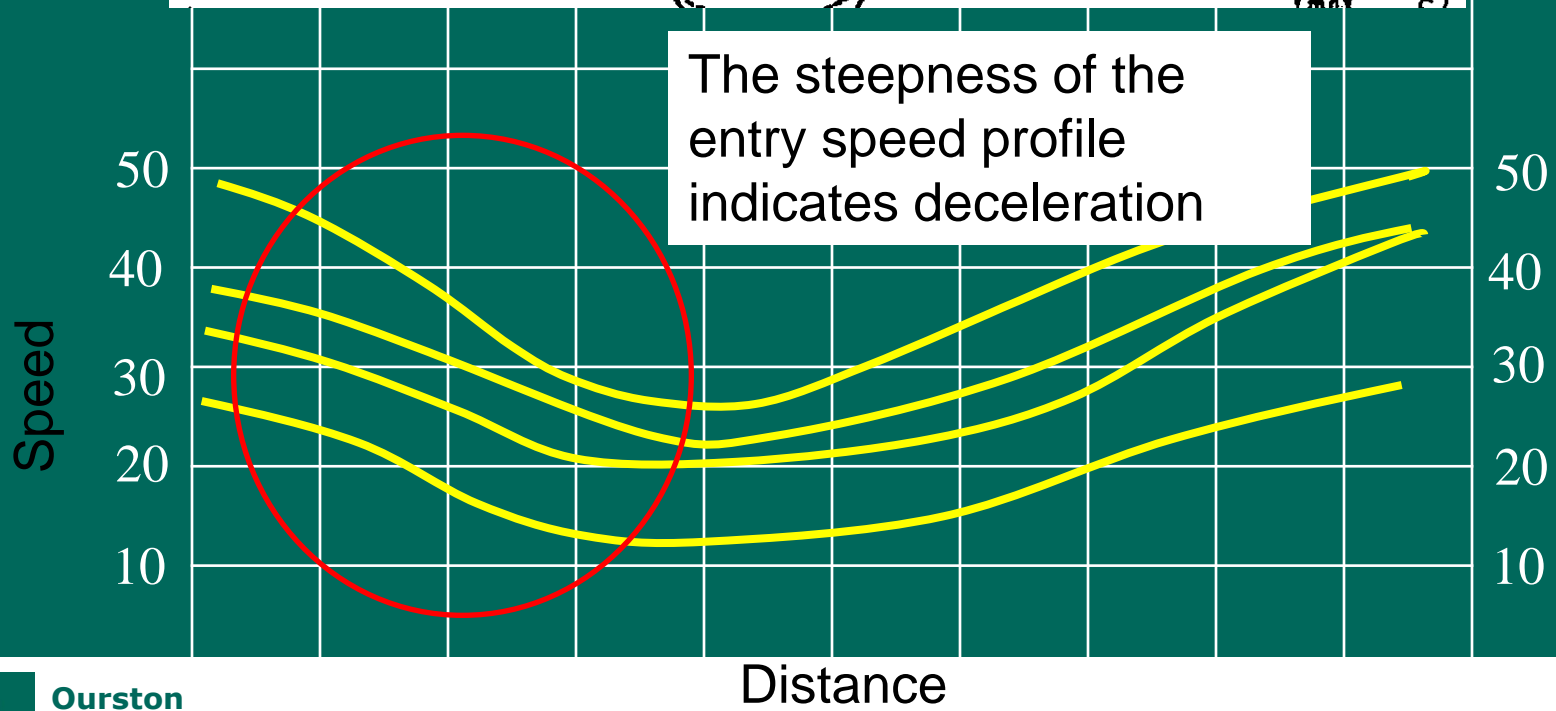 The steepness of the
entry speed profile
indicates deceleration
50 50
40 40
30 30
20 20
10 10
Speed
Distance
Ourston